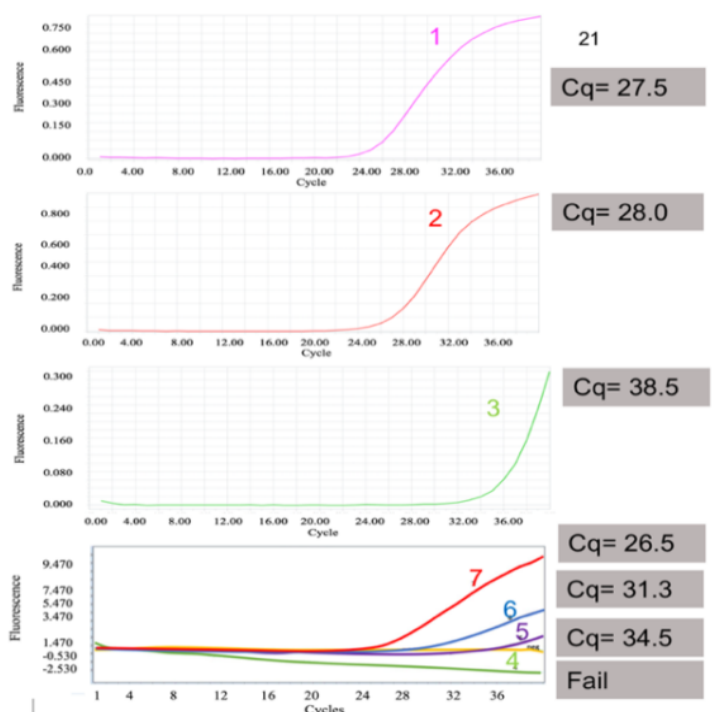 0.750
0.600
0.450
0.300
0.150
0.000
Fluorescence
1
21
Cq= 27.5
0.0 4.00 8.00 12.00 16.00 20.00 24.00 28.00 32.00 36.00
Cycle
0.800
0.600
0.400
0.200
0.000
Fluorescence
2
Cq= 28.0
0.00 4.00 8.00 12.00 16.00 20.00 24.00 28.00 32.00 36.00
Cycle
0.300
0.240
0.160
0.080
0.000
Fluorescence
3
Cq= 38.5
0.00 4.00 8.00 12.00 16.00 20.00 24.00 28.00 32.00 36.00
Cycle
9.470
7.470
5.470
3.470
1.470
-0.530
-2.530
Fluorescence
7
6
5
neg
4
Cq= 26.5
Cq= 31.3
Cq= 34.5
Fail
1 4 8 12 16 20 24 28 32 36
Cycles